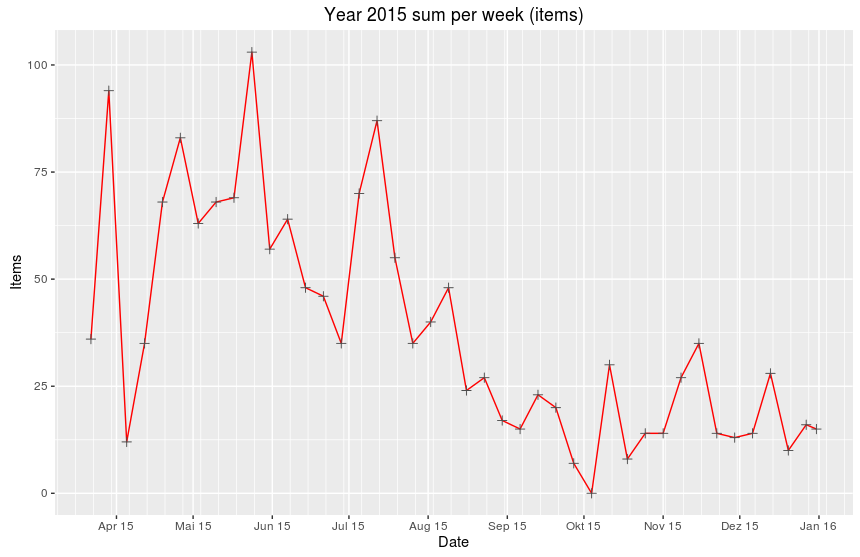 Year 2015 sum per week (items)
Items
100
75
50
25
0
Apr 15 Mai 15 Jun 15 Jul 15 Aug 15 Sep 15 Okt 15 Nov 15 Dez 15 Jan 16
Date